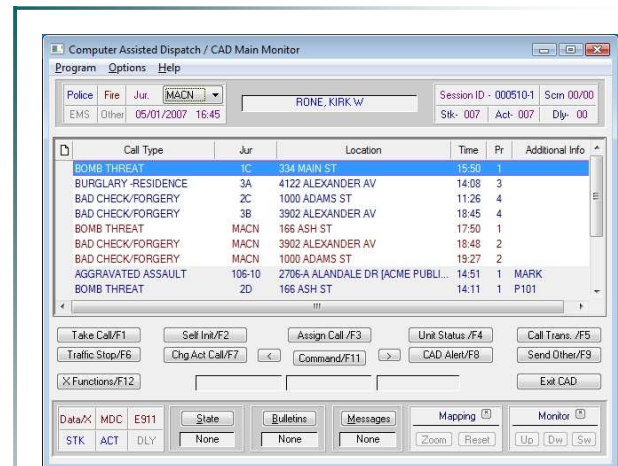 Computer Assisted Dispatch / CAD Main Monitor
Program Options Help
Police Fire Jur. MACN RONE, KIRK W Session ID - 000510-1 Scrn 00/00
EMS Other 05/01/2007 16:45 Stk- 007 Act- 007 Dly- 00
Call Type Jur Location Time Pr Additional Info
BOMB THREAT 1C 334 MAIN ST 15:50 1
BURGLARY -RESIDENCE 3A 4122 ALEXANDER AV 14:08 3
BAD CHECK/FORGERY 2C 1000 ADAMS ST 11:26 4
BAD CHECK/FORGERY 3B 3902 ALEXANDER AV 18:45 4
BOMB THREAT MACN 166 ASH ST 17:50 1
BAD CHECK/FORGERY MACN 3902 ALEXANDER AV 18:48 2
BAD CHECK/FORGERY MACN 1000 ADAMS ST 19:27 2
AGGRAVATED ASSAULT 106-10 2706-A ALANDALE DR [ACME PUBLI... 14:51 1 MARK
BOMB THREAT 2D 166 ASH ST 14:11 1 P101
Take Call/F1 Self Init/F2 Assign Call /F3 Unit Status /F4 Call Trans. /F5
Traffic Stop/F6 Chg Act Call/F7 < Command/F11 > CAD Alert/F8 Send Other/F9
X Functions/F12 Exit CAD
Data/X MDC E911 State Bulletins Messages Mapping Monitor
STK ACT DLY None None None Zoom Reset Up Dw Sw